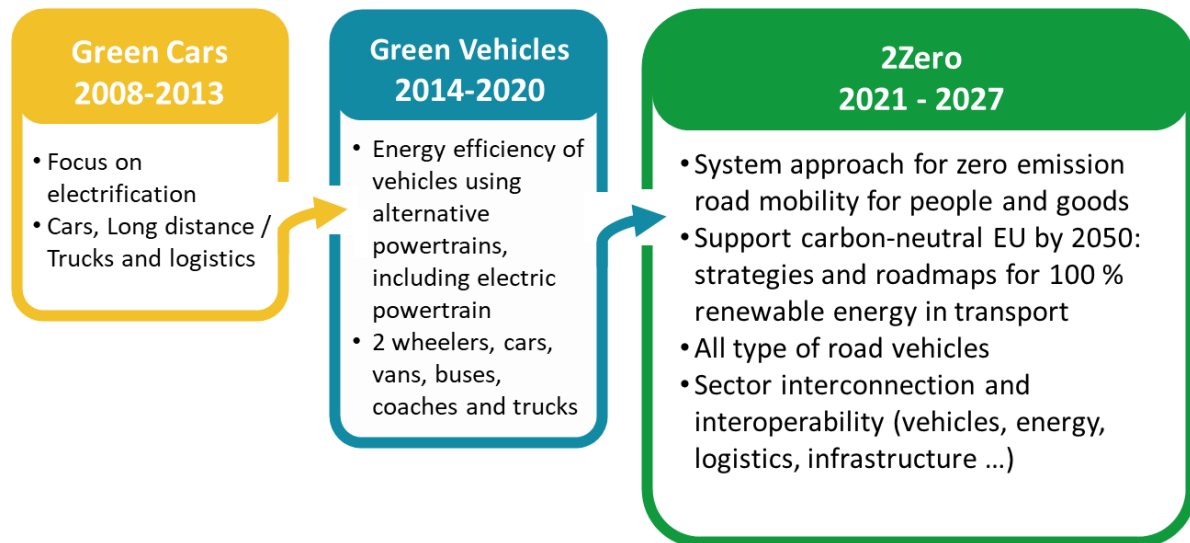 Green Cars
2008-2013
• Focus on
electrification
• Cars, Long distance /
Trucks and logistics
Green Vehicles
2014-2020
• Energy efficiency of
vehicles using
alternative
powertrains,
including electric
powertrain
• 2 wheelers, cars,
vans, buses,
coaches and trucks
2Zero
2021 - 2027
• System approach for zero emission
road mobility for people and goods
• Support carbon-neutral EU by 2050:
strategies and roadmaps for 100 %
renewable energy in transport
• All type of road vehicles
• Sector interconnection and
interoperability (vehicles, energy,
logistics, infrastructure ...)